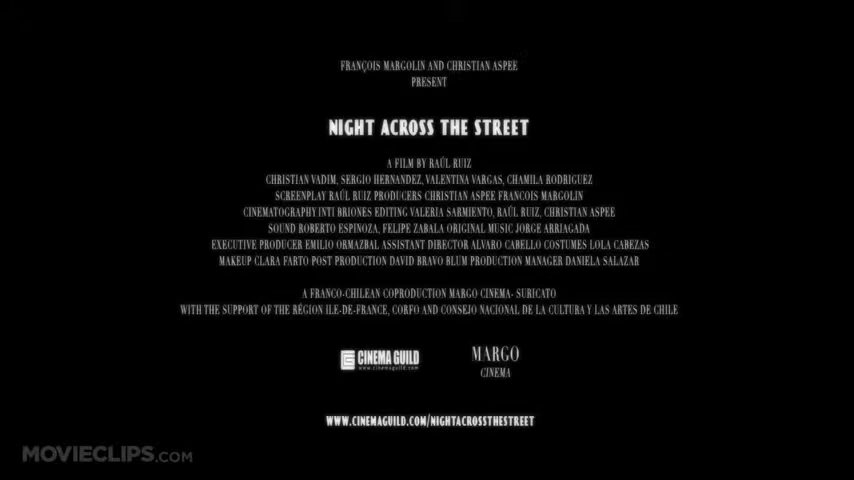 FRANÇOIS MARGOLIN AND CHRISTIAN ASPEE
PRESENT
NIGHT ACROSS THE STREET
A FILM BY RAÚL RUIZ
CHRISTIAN VADIM, SERGIO HERNANDEZ, VALENTINA VARGAS, CHAMILA RODRIGUEZ
SCREENPLAY RAÚL RUIZ PRODUCERS CHRISTIAN ASPEE FRANCOIS MARGOLIN
CINEMATOGRAPHY INTI BRIONES EDITING VALERIA SARMIENTO, RAÚL RUIZ, CHRISTIAN ASPEE
SOUND ROBERTO ESPINOZA, FELIPE ZABALA ORIGINAL MUSIC JORGE ARRIAGADA
EXECUTIVE PRODUCER EMILIO ORMAZBAL ASSISTANT DIRECTOR ALVARO CABELLO COSTUMES LOLA CABEZAS
MAKEUP CLARA FARTO POST PRODUCTION DAVID BRAVO BLUM PRODUCTION MANAGER DANIELA SALAZAR
A FRANCO-CHILEAN COPRODUCTION MARGO CINEMA- SURICATO
WITH THE SUPPORT OF THE RÉGION ILE-DE-FRANCE, CORFO AND CONSEJO NACIONAL DE LA CULTURA Y LAS ARTES DE CHILE
CINEMA GUILD
www.cinemaguild.com
MARGO
CINEMA
WWW.CINEMAGUILD.COM/NIGHTACROSSTHESTREET
MOVIECLIPS.COM